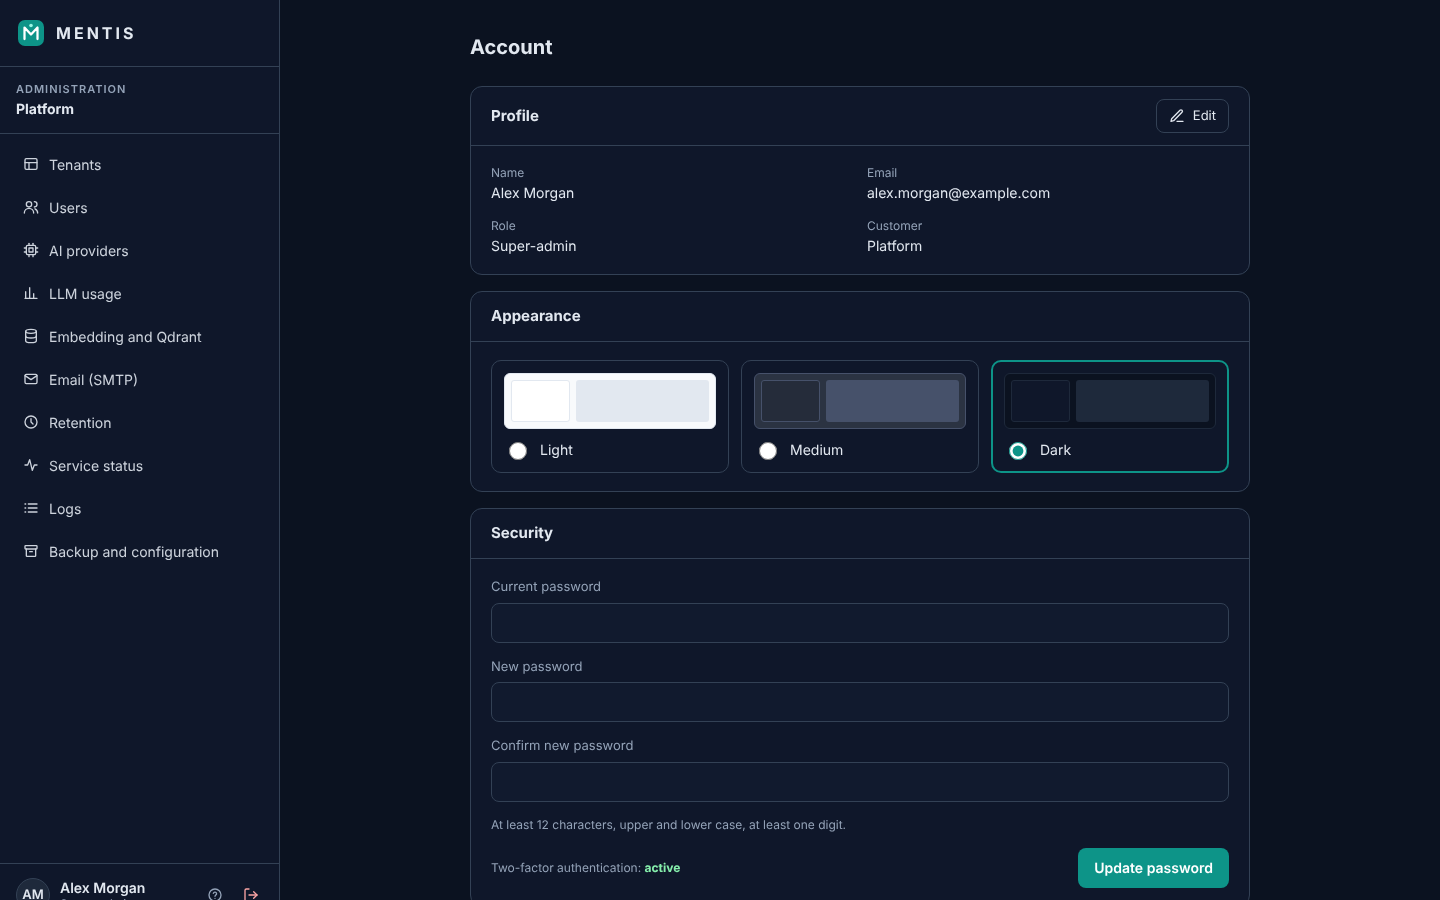 MENTIS
ADMINISTRATION
Platform
Tenants
Users
AI providers
LLM usage
Embedding and Qdrant
Email (SMTP)
Retention
Service status
Logs
Backup and configuration
AM
Alex Morgan
Account
Profile
Edit
Name
Alex Morgan
Email
alex.morgan@example.com
Role
Super-admin
Customer
Platform
Appearance
Light
Medium
Dark
Security
Current password
New password
Confirm new password
At least 12 characters, upper and lower case, at least one digit.
Two-factor authentication: active
Update password